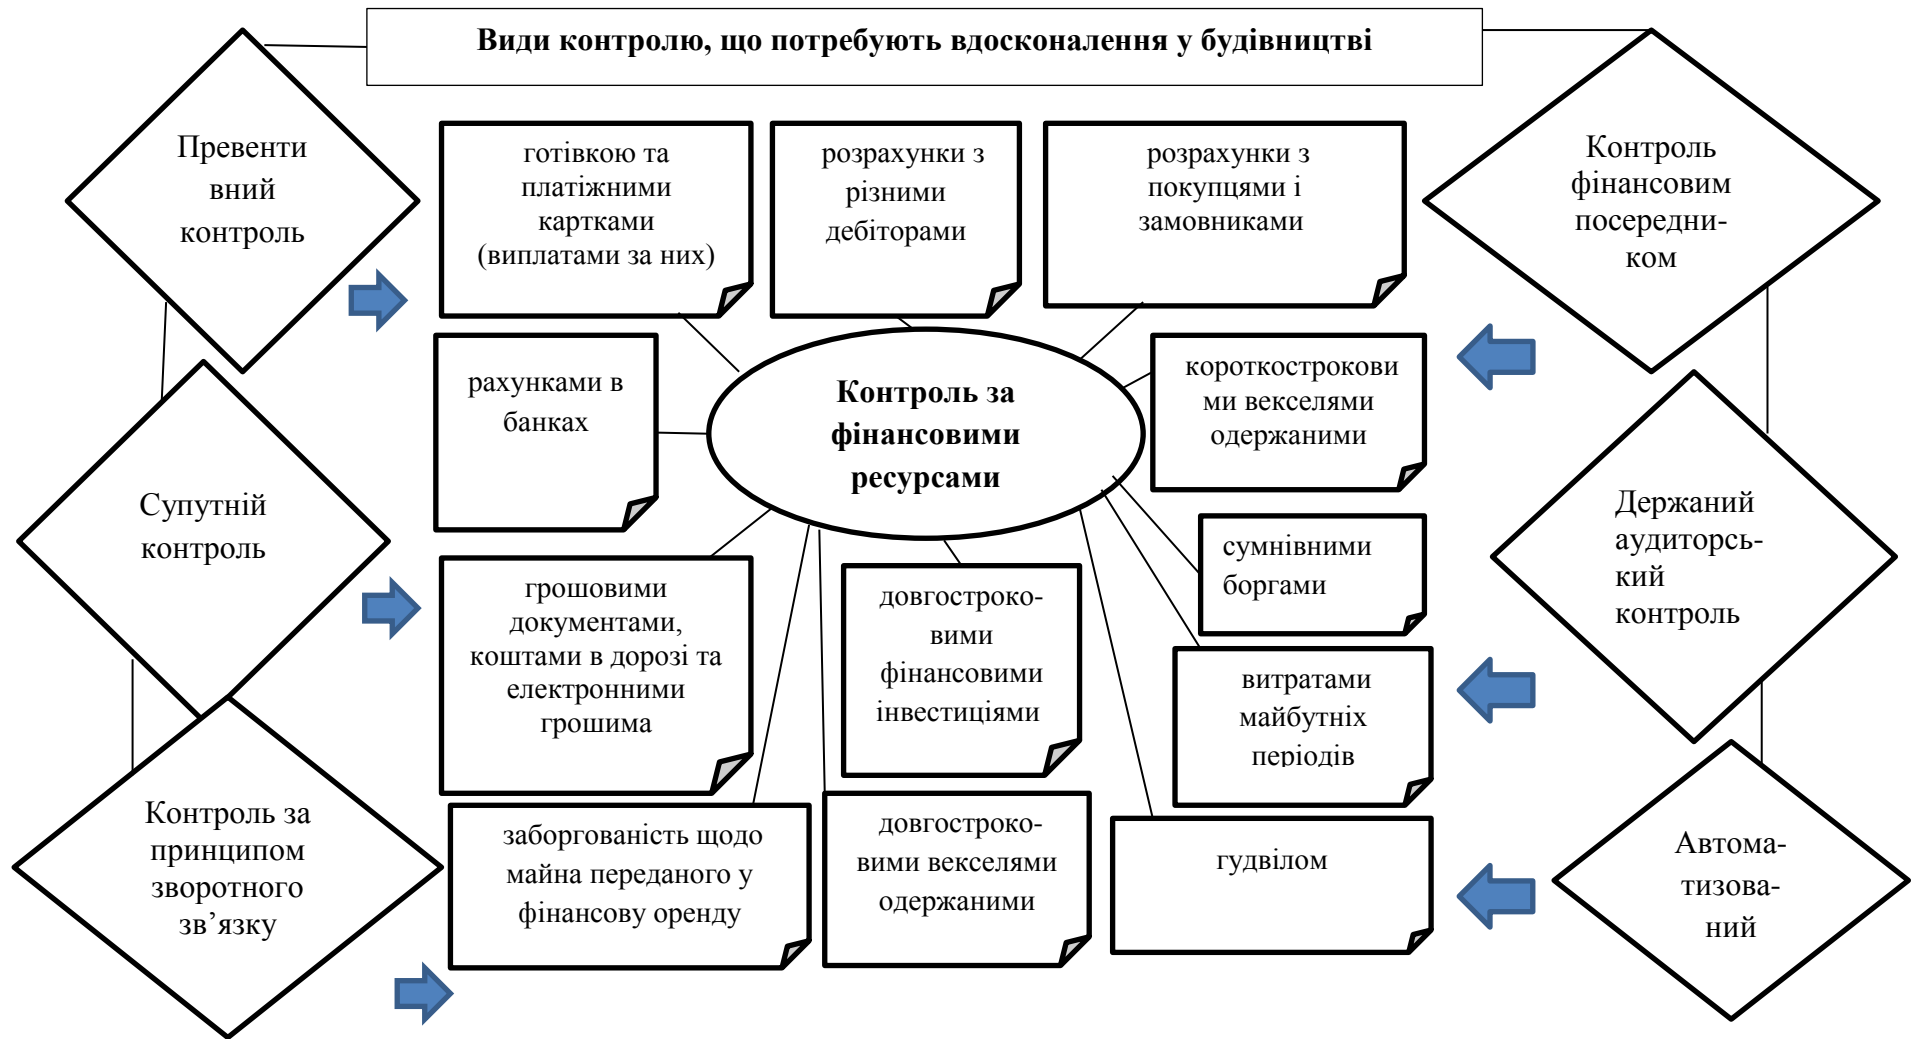 Види контролю, що потребують вдосконалення у будівництві
Превенти
вний
контроль
готівкою та
платіжними
картками
(виплатами за них)
розрахунки з
різними
дебіторами
розрахунки з
покупцями і
замовниками
Контроль
фінансовим
посередни-
ком
рахунками в
банках
Контроль за
фінансовими
ресурсами
короткострокови
ми векселями
одержаними
Супутній
контроль
сумнівними
боргами
Держаний
аудиторсь-
кий
контроль
грошовими
документами,
коштами в дорозі та
електронними
грошима
довгостроко-
вими
фінансовими
інвестиціями
витратами
майбутніх
періодів
Контроль за
принципом
зворотного
зв’язку
заборгованість щодо
майна переданого у
фінансову оренду
довгостроко-
вими векселями
одержаними
гудвілом
Автома-
тизова-
ний